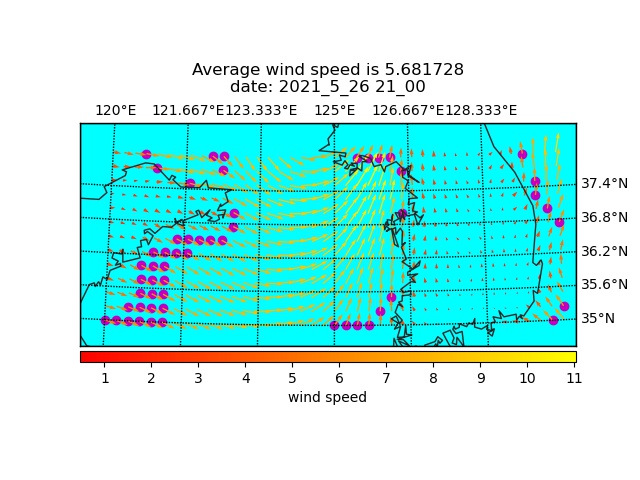 Average wind speed is 5.681728
date: 2021_5_26 21_00
120°E 121.667°E 123.333°E 125°E 126.667°E 128.333°E
37.4°N
36.8°N
36.2°N
35.6°N
35°N
1 2 3 4 5 6 7 8 9 10 11
wind speed